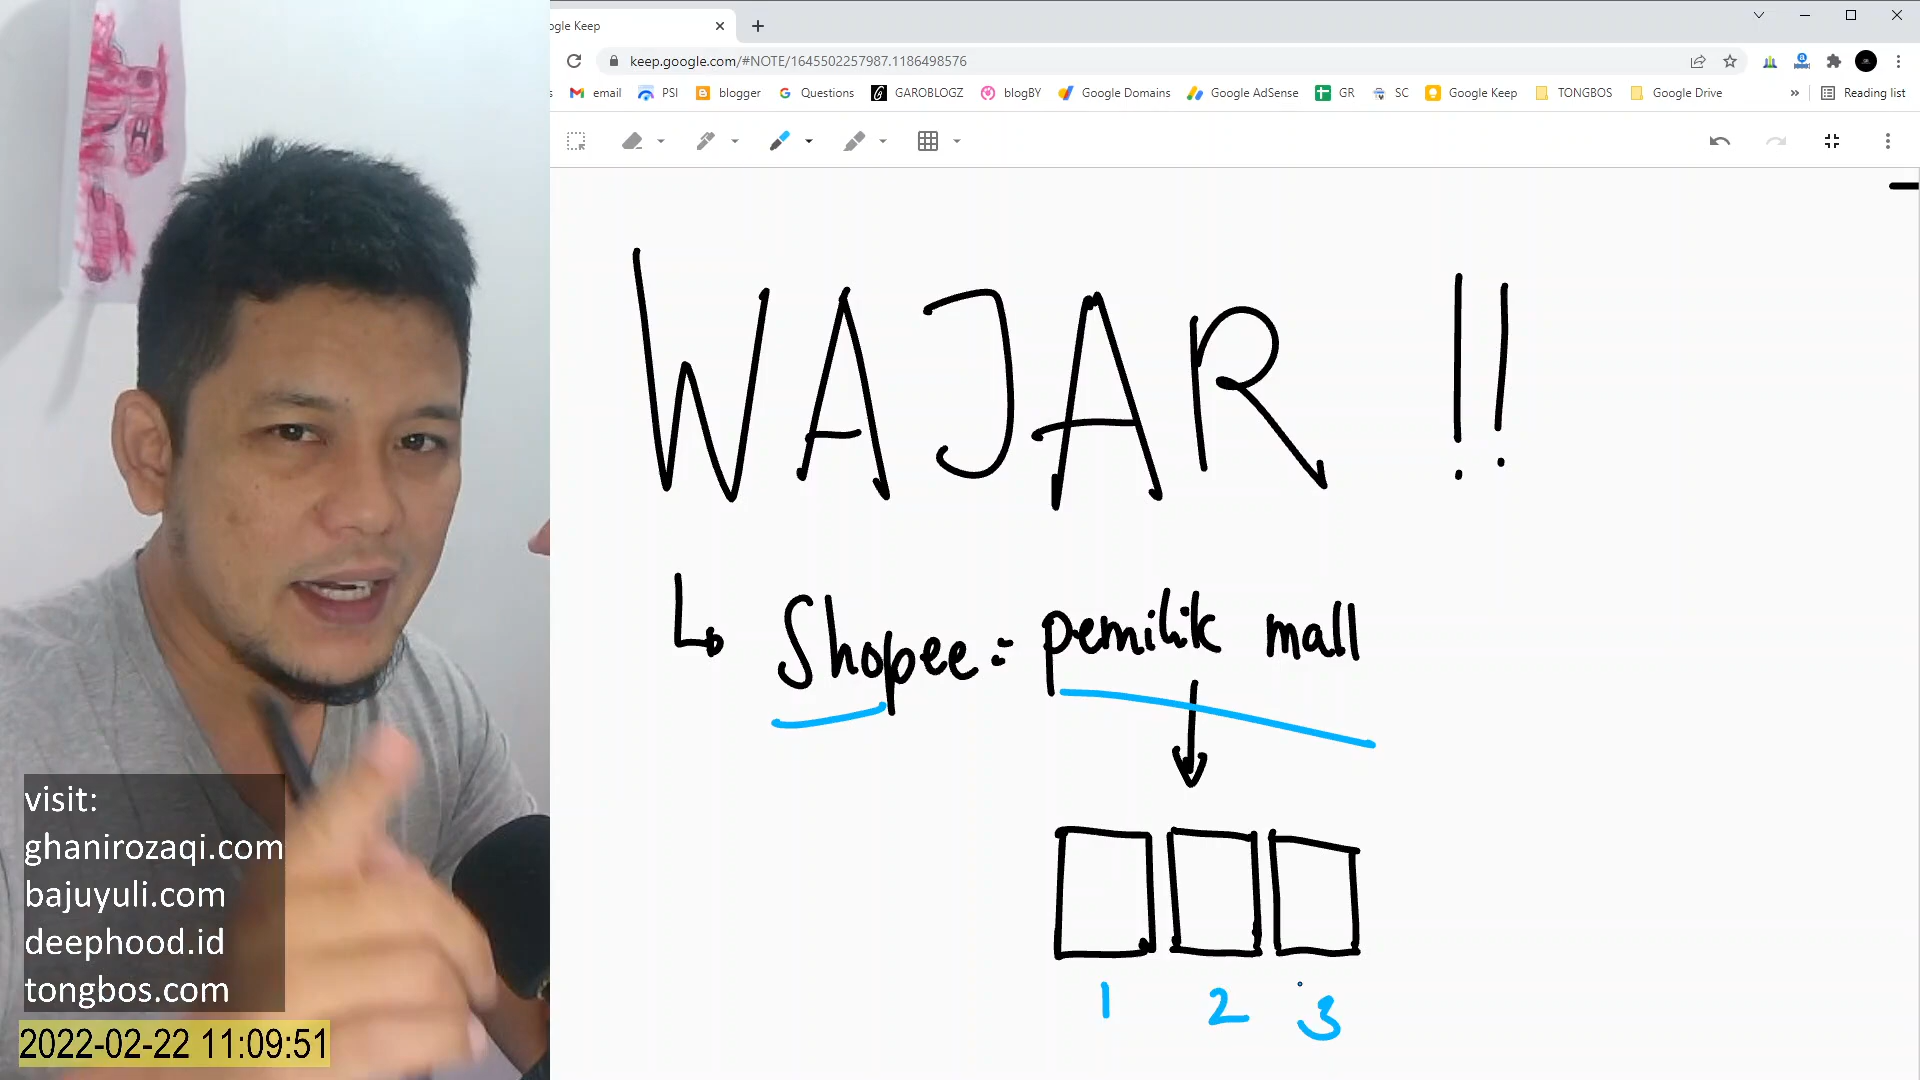 ogle Keep
keep.google.com/#NOTE/1645502257987.1186498576
s email PSI blogger Questions GAROBLOGZ blogBY Google Domains Google AdSense GR SC Google Keep TONGBOS Google Drive » Reading list
WAJAR !!
Shopee = pemilik mall
1 2 3
visit:
ghanirozaqi.com
bajuyuli.com
deephood.id
tongbos.com
2022-02-22 11:09:51